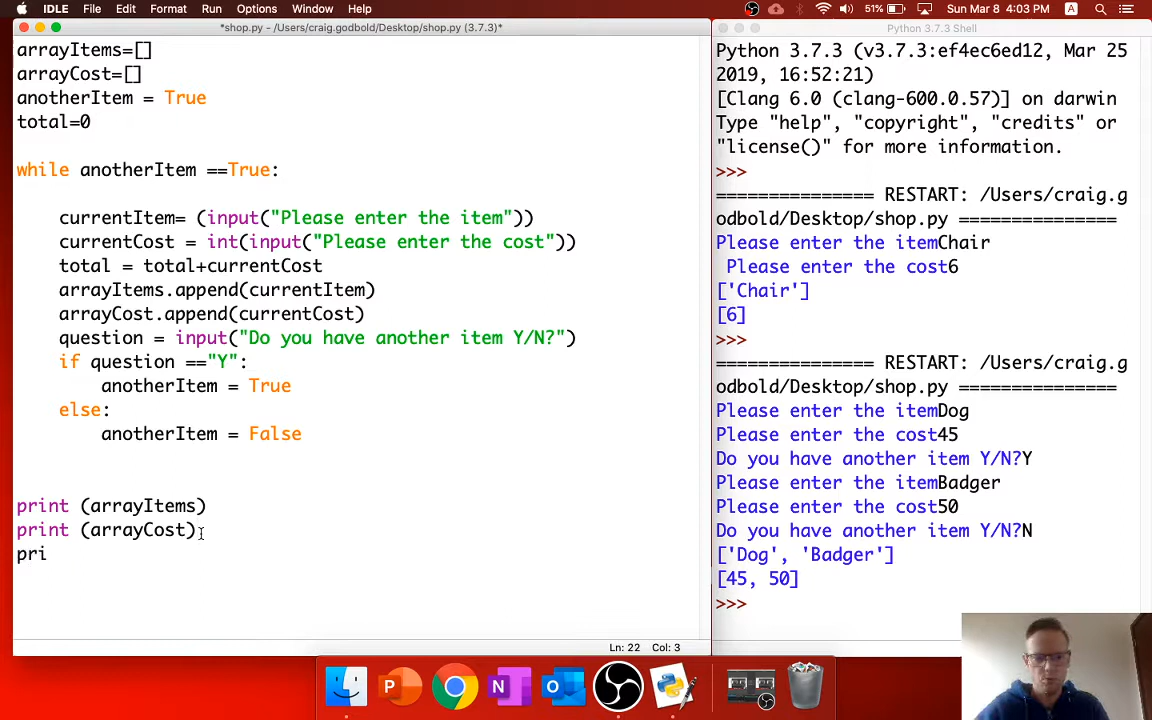 IDLE File Edit Format Run Options Window Help
51% Sun Mar 8 4:03 PM A
*shop.py - /Users/craig.godbold/Desktop/shop.py (3.7.3)*
arrayItems=[]
arrayCost=[]
anotherItem = True
total=0
while anotherItem ==True:
currentItem= (input("Please enter the item"))
currentCost = int(input("Please enter the cost"))
total = total+currentCost
arrayItems.append(currentItem)
arrayCost.append(currentCost)
question = input("Do you have another item Y/N?")
if question =="Y":
anotherItem = True
else:
anotherItem = False
print (arrayItems)
print (arrayCost)
pri
Ln: 22 Col: 3
Python 3.7.3 Shell
Python 3.7.3 (v3.7.3:ef4ec6ed12, Mar 25
2019, 16:52:21)
[Clang 6.0 (clang-600.0.57)] on darwin
Type "help", "copyright", "credits" or
"license()" for more information.
>>>
=============== RESTART: /Users/craig.g
odbold/Desktop/shop.py ===============
Please enter the itemChair
Please enter the cost6
['Chair']
[6]
>>>
=============== RESTART: /Users/craig.g
odbold/Desktop/shop.py ===============
Please enter the itemDog
Please enter the cost45
Do you have another item Y/N?Y
Please enter the itemBadger
Please enter the cost50
Do you have another item Y/N?N
['Dog', 'Badger']
[45, 50]
>>>
P
N
O